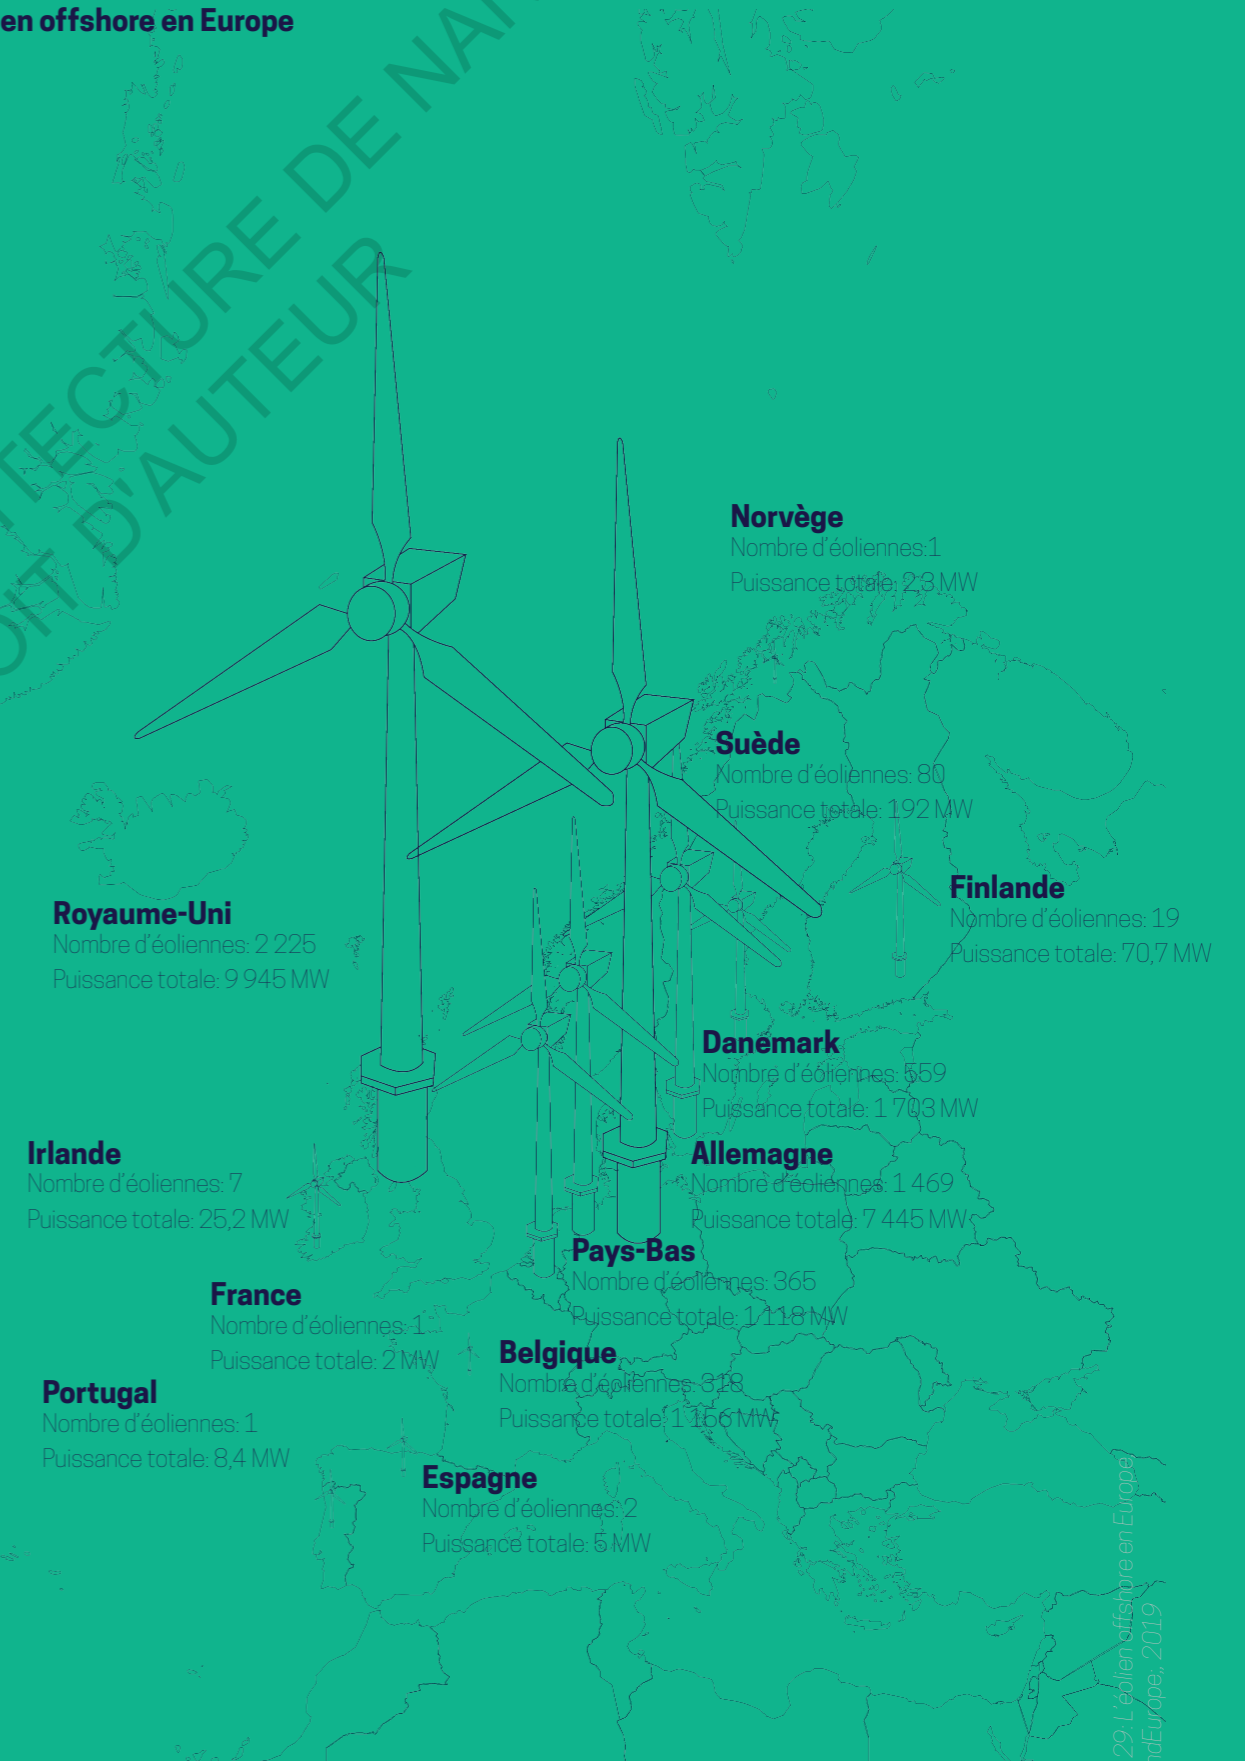 en offshore en Europe
TECTURE DE NAN
OIT D'AUTEUR
Norvège
Nombre d'éoliennes:1
Puissance totale: 2,3 MW
Suède
Nombre d'éoliennes: 80
Puissance totale: 192 MW
Finlande
Nombre d'éoliennes: 19
Puissance totale: 70,7 MW
Royaume-Uni
Nombre d'éoliennes: 2 225
Puissance totale: 9 945 MW
Danemark
Nombre d'éoliennes: 559
Puissance totale: 1 703 MW
Irlande
Nombre d'éoliennes: 7
Puissance totale: 25,2 MW
Allemagne
Nombre d'éoliennes: 1 469
Puissance totale: 7 445 MW
Pays-Bas
Nombre d'éoliennes: 365
Puissance totale: 1 118 MW
France
Nombre d'éoliennes: 1
Puissance totale: 2 MW
Belgique
Nombre d'éoliennes: 318
Puissance totale: 1 156 MW
Portugal
Nombre d'éoliennes: 1
Puissance totale: 8,4 MW
Espagne
Nombre d'éoliennes: 2
Puissance totale: 5 MW
29: L'éolien offshore en Europe,
ndEurope,, 2019